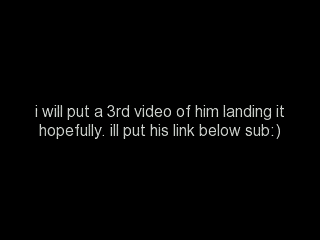 i will put a 3rd video of him landing it
hopefully. ill put his link below sub:)